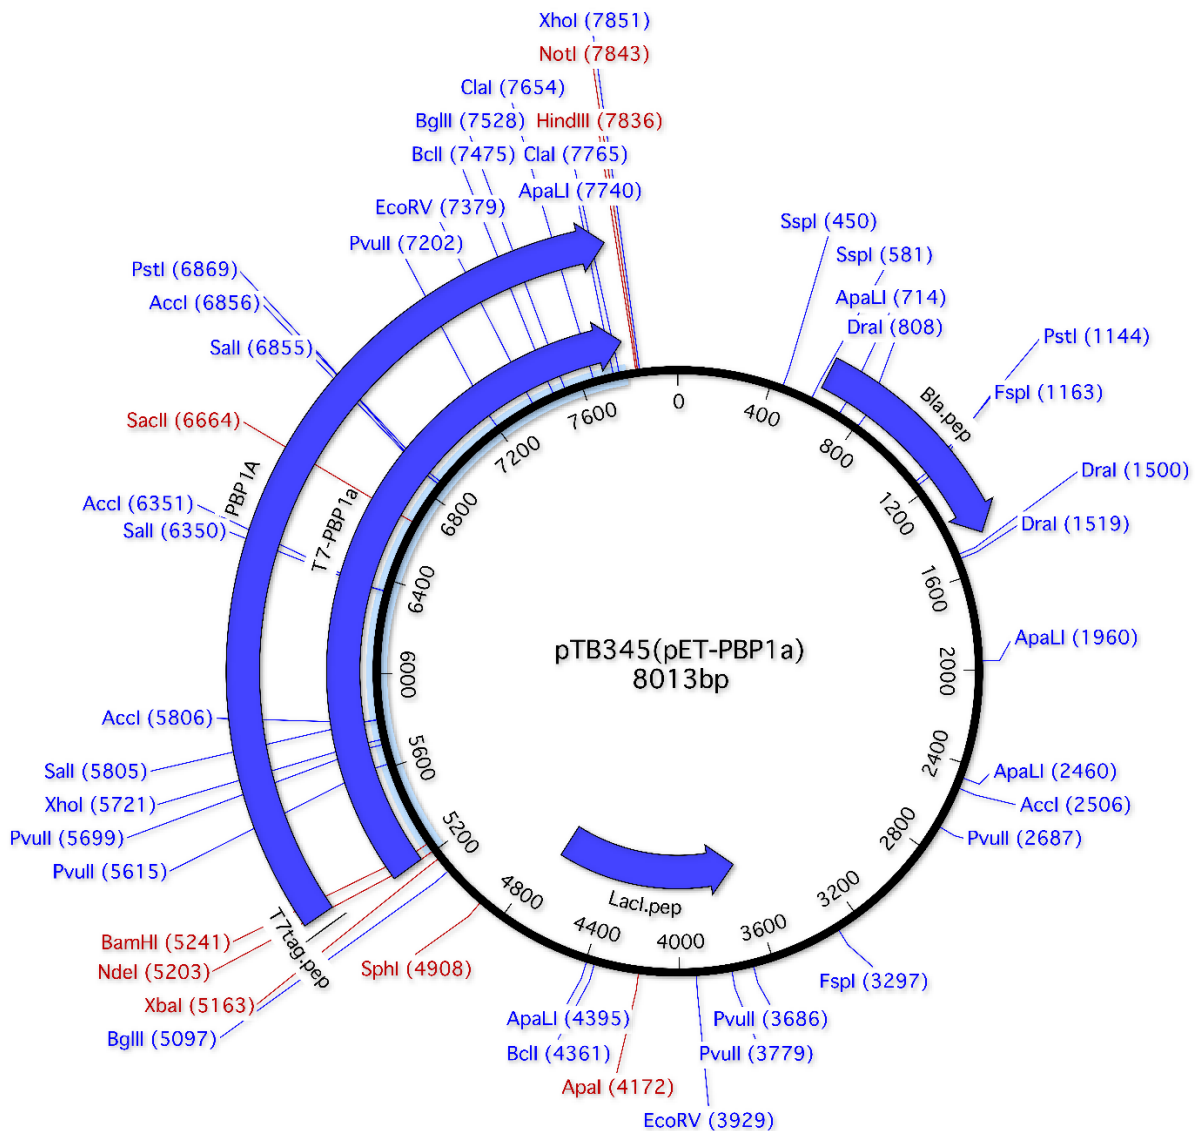 XhoI (7851)
NotI (7843)
ClaI (7654)
BglII (7528)
HindIII (7836)
BclI (7475)
ClaI (7765)
ApaLI (7740)
EcoRV (7379)
PvuII (7202)
PstI (6869)
AccI (6856)
SalI (6855)
SacII (6664)
AccI (6351)
SalI (6350)
PBP1A
T7-PBP1a
SspI (450)
SspI (581)
ApaLI (714)
DraI (808)
PstI (1144)
FspI (1163)
Bla.pep
DraI (1500)
DraI (1519)
ApaLI (1960)
ApaLI (2460)
AccI (2506)
PvuII (2687)
FspI (3297)
PvuII (3686)
PvuII (3779)
EcoRV (3929)
ApaI (4172)
BclI (4361)
ApaLI (4395)
LacI.pep
SphI (4908)
BglII (5097)
XbaI (5163)
NdeI (5203)
BamHI (5241)
T7tag.pep
PvuII (5615)
PvuII (5699)
XhoI (5721)
SalI (5805)
AccI (5806)
0
400
800
1200
1600
2000
2400
2800
3200
3600
4000
4400
4800
5200
5600
6000
6400
6800
7200
7600
pTB345(pET-PBP1a)
8013bp